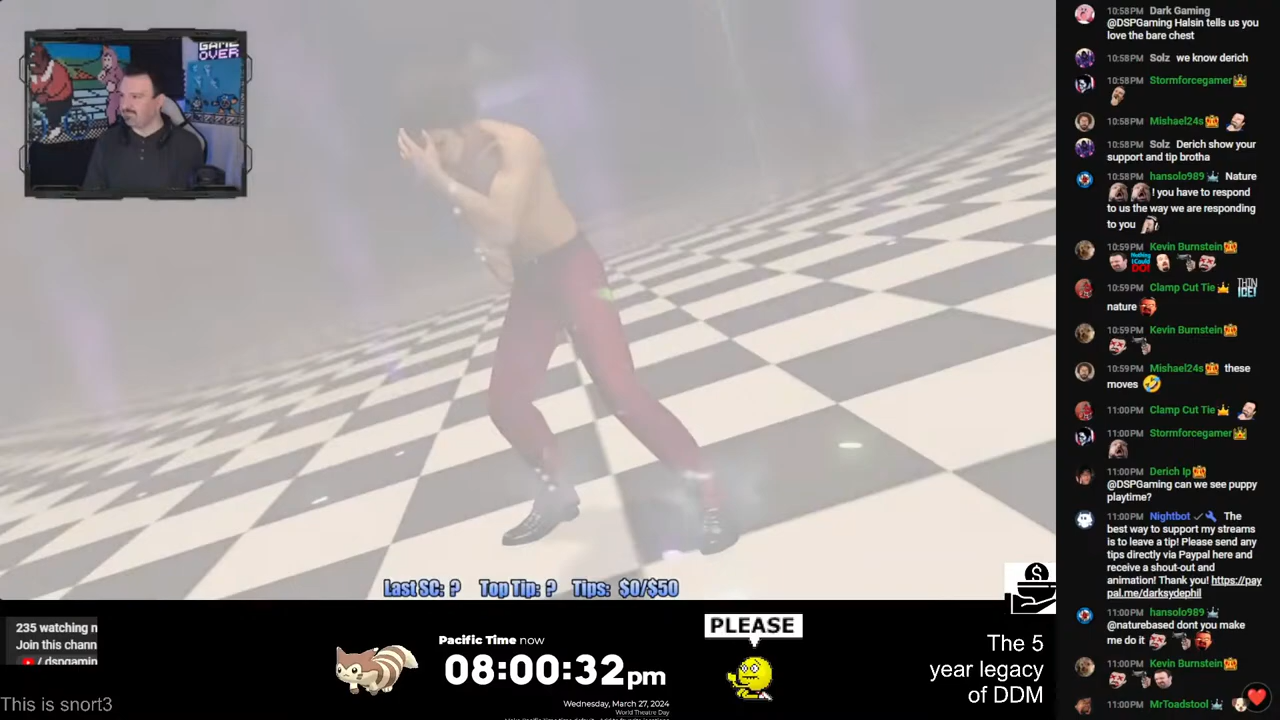 GAME
OVER
Last SC: ?  Top Tip: ?  Tips: $0/$50
235 watching n
Join this chann
/ dspgamin
This is snort3
Pacific Time now
08:00:32pm
Wednesday, March 27, 2024
World Theatre Day
PLEASE
The 5
year legacy
of DDM
10:58PM Dark Gaming
@DSPGaming Halsin tells us you
love the bare chest
10:58PM Solz we know derich
10:58PM Stormforcegamer
10:58PM Mishael24s
10:58PM Solz Derich show your
support and tip brotha
10:58PM hansolo989 Nature
! you have to respond
to us the way we are responding
to you
10:59PM Kevin Burnstein
Nothing
I Could
DO!
10:59PM Clamp Cut Tie THIN
ICE!
nature
10:59PM Kevin Burnstein
10:59PM Mishael24s these
moves
11:00PM Clamp Cut Tie
11:00PM Stormforcegamer
11:00PM Derich Ip
@DSPGaming can we see puppy
playtime?
11:00PM Nightbot The
best way to support my streams
is to leave a tip! Please send any
tips directly via Paypal here and
receive a shout-out and
animation! Thank you! https://pay
pal.me/darksydephil
11:00PM hansolo989
@naturebased dont you make
me do it
11:00PM Kevin Burnstein
11:00PM MrToadstool